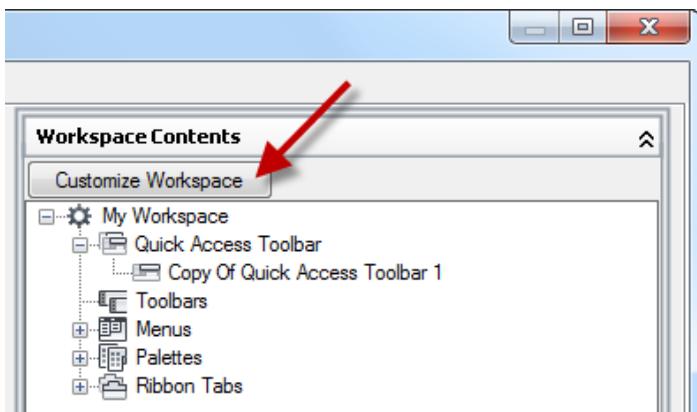 Workspace Contents
Customize Workspace
My Workspace
Quick Access Toolbar
Copy Of Quick Access Toolbar 1
Toolbars
Menus
Palettes
Ribbon Tabs